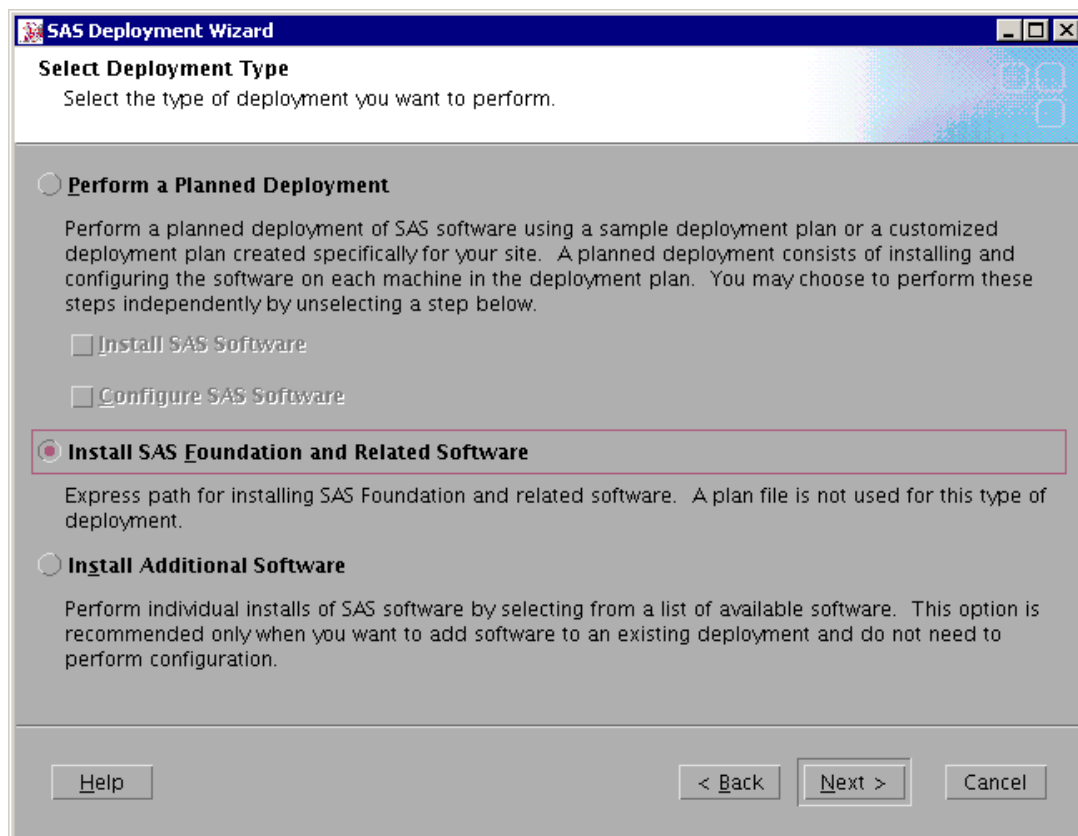 SAS Deployment Wizard
Select Deployment Type
Select the type of deployment you want to perform.
Perform a Planned Deployment
Perform a planned deployment of SAS software using a sample deployment plan or a customized
deployment plan created specifically for your site.  A planned deployment consists of installing and
configuring the software on each machine in the deployment plan.  You may choose to perform these
steps independently by unselecting a step below.
Install SAS Software
Configure SAS Software
Install SAS Foundation and Related Software
Express path for installing SAS Foundation and related software.  A plan file is not used for this type of
deployment.
Install Additional Software
Perform individual installs of SAS software by selecting from a list of available software.  This option is
recommended only when you want to add software to an existing deployment and do not need to
perform configuration.
Help
< Back
Next >
Cancel